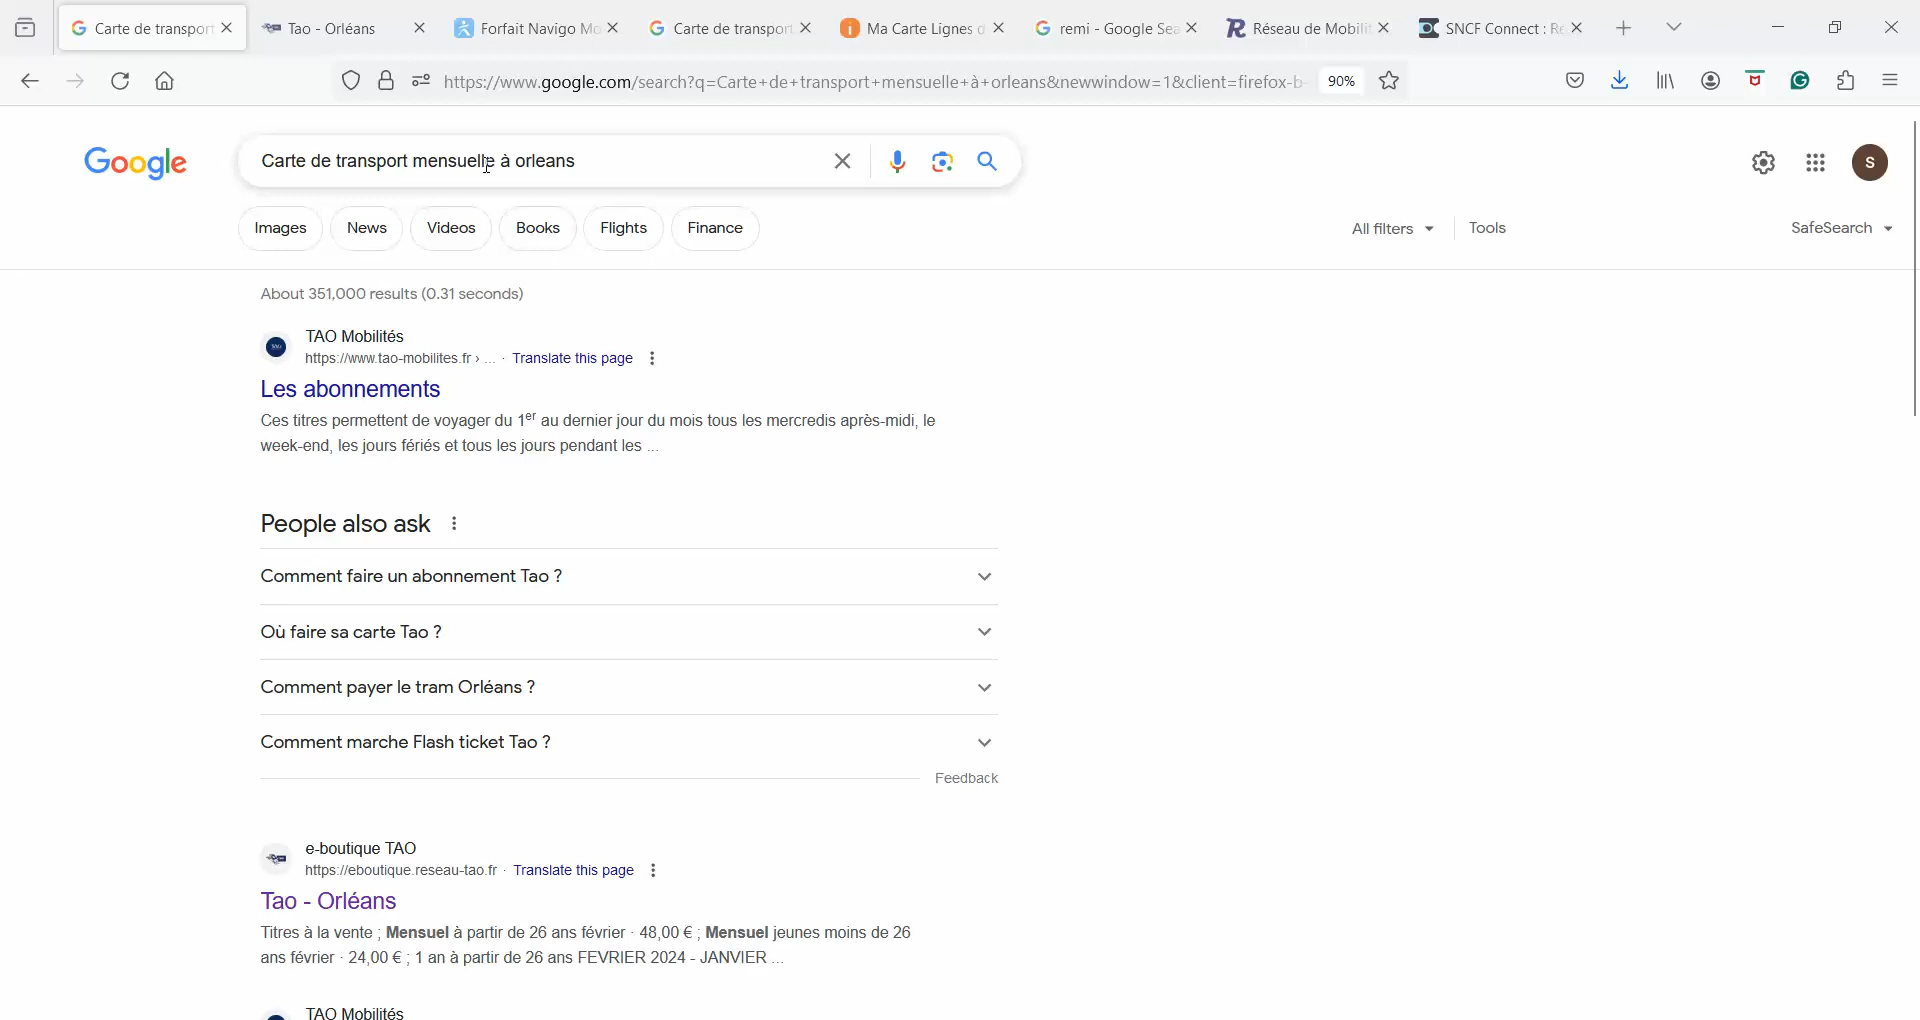 Carte de transport
Tao - Orléans
Forfait Navigo Mo
Carte de transport
Ma Carte Lignes d
remi - Google Sea
Réseau de Mobilit
SNCF Connect : Ré
https://www.google.com/search?q=Carte+de+transport+mensuelle+à+orleans&newwindow=1&client=firefox-b-
90%
Google
Carte de transport mensuelle à orleans
S
Images
News
Videos
Books
Flights
Finance
All filters
Tools
SafeSearch
About 351,000 results (0.31 seconds)
TAO Mobilités
https://www.tao-mobilites.fr › ... · Translate this page
Les abonnements
Ces titres permettent de voyager du 1er au dernier jour du mois tous les mercredis après-midi, le
week-end, les jours fériés et tous les jours pendant les ...
People also ask
Comment faire un abonnement Tao ?
Où faire sa carte Tao ?
Comment payer le tram Orléans ?
Comment marche Flash ticket Tao ?
Feedback
e-boutique TAO
https://eboutique.reseau-tao.fr · Translate this page
Tao - Orléans
Titres à la vente ; Mensuel à partir de 26 ans février · 48,00 € ; Mensuel jeunes moins de 26
ans février · 24,00 € ; 1 an à partir de 26 ans FEVRIER 2024 - JANVIER ...
TAO Mobilités